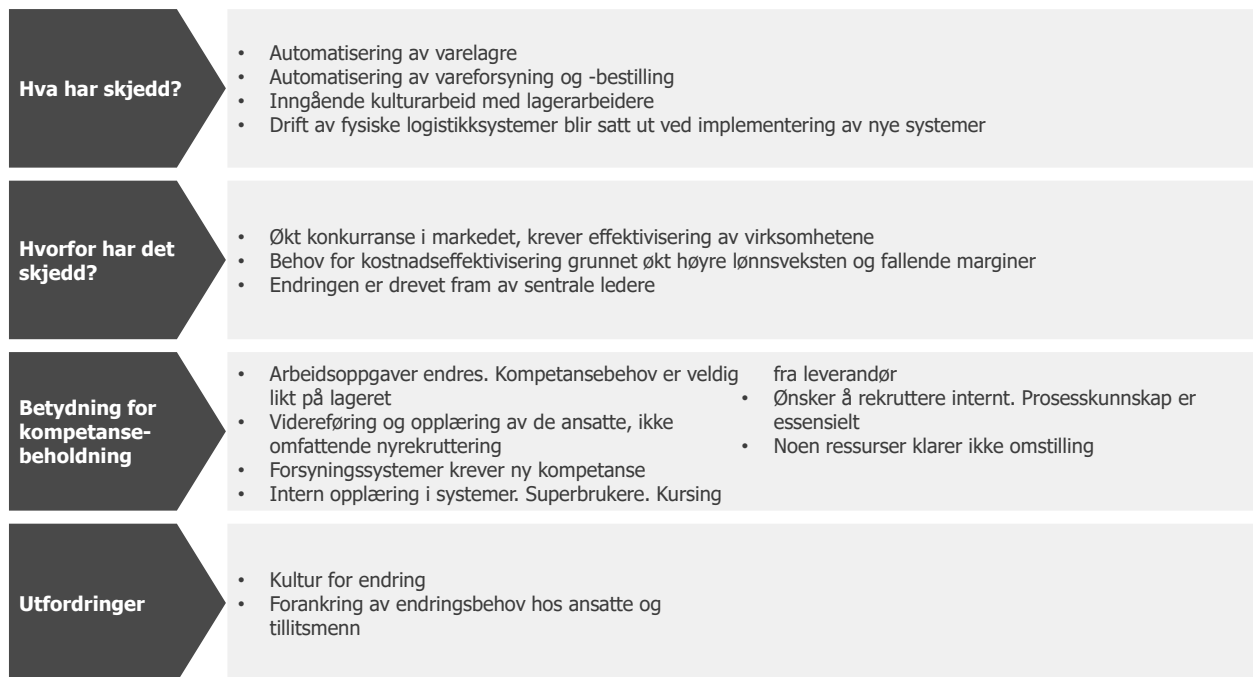 Hva har skjedd?
• Automatisering av varelagre
• Automatisering av vareforsyning og -bestilling
• Inngående kulturarbeid med lagerarbeidere
• Drift av fysiske logistikksystemer blir satt ut ved implementering av nye systemer
Hvorfor har det
skjedd?
• Økt konkurranse i markedet, krever effektivisering av virksomhetene
• Behov for kostnadseffektivisering grunnet økt høyre lønnsveksten og fallende marginer
• Endringen er drevet fram av sentrale ledere
Betydning for
kompetanse-
beholdning
• Arbeidsoppgaver endres. Kompetansebehov er veldig
likt på lageret
• Videreføring og opplæring av de ansatte, ikke
omfattende nyrekruttering
• Forsyningssystemer krever ny kompetanse
• Intern opplæring i systemer. Superbrukere. Kursing
fra leverandør
• Ønsker å rekruttere internt. Prosesskunnskap er
essensielt
• Noen ressurser klarer ikke omstilling
Utfordringer
• Kultur for endring
• Forankring av endringsbehov hos ansatte og
tillitsmenn